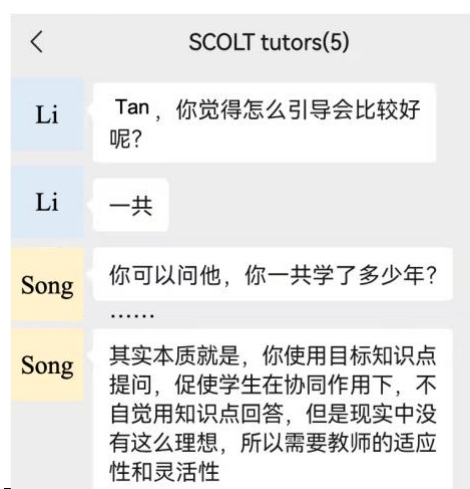 SCOLT tutors(5)
Li
Tan，你觉得怎么引导会比较好
呢？
Li
一共
Song
你可以问他，你一共学了多少年？
……
Song
其实本质就是，你使用目标知识点
提问，促使学生在协同作用下，不
自觉用知识点回答，但是现实中没
有这么理想，所以需要教师的适应
性和灵活性